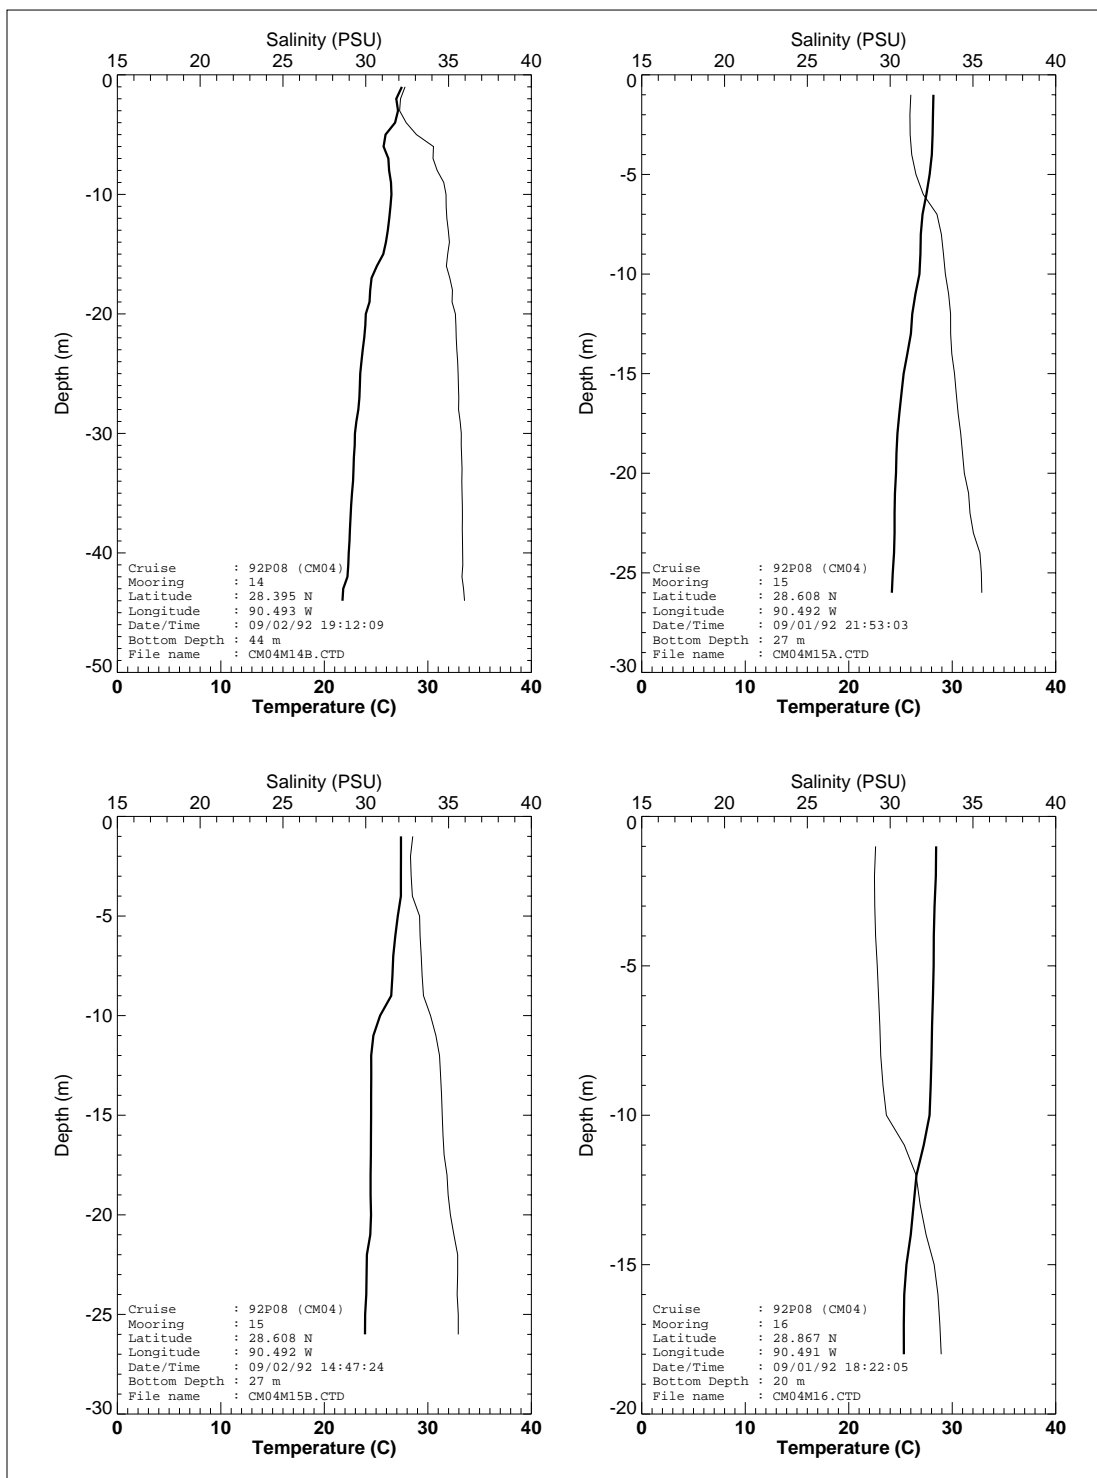 Salinity (PSU)
15 20 25 30 35 40
0
-10
-20
-30
-40
-50
Depth (m)
Cruise : 92P08 (CM04)
Mooring : 14
Latitude : 28.395 N
Longitude : 90.493 W
Date/Time : 09/02/92 19:12:09
Bottom Depth : 44 m
File name : CM04M14B.CTD
0 10 20 30 40
Temperature (C)
Salinity (PSU)
15 20 25 30 35 40
0
-5
-10
-15
-20
-25
-30
Depth (m)
Cruise : 92P08 (CM04)
Mooring : 15
Latitude : 28.608 N
Longitude : 90.492 W
Date/Time : 09/01/92 21:53:03
Bottom Depth : 27 m
File name : CM04M15A.CTD
0 10 20 30 40
Temperature (C)
Salinity (PSU)
15 20 25 30 35 40
0
-5
-10
-15
-20
-25
-30
Depth (m)
Cruise : 92P08 (CM04)
Mooring : 15
Latitude : 28.608 N
Longitude : 90.492 W
Date/Time : 09/02/92 14:47:24
Bottom Depth : 27 m
File name : CM04M15B.CTD
0 10 20 30 40
Temperature (C)
Salinity (PSU)
15 20 25 30 35 40
0
-5
-10
-15
-20
Depth (m)
Cruise : 92P08 (CM04)
Mooring : 16
Latitude : 28.867 N
Longitude : 90.491 W
Date/Time : 09/01/92 18:22:05
Bottom Depth : 20 m
File name : CM04M16.CTD
0 10 20 30 40
Temperature (C)